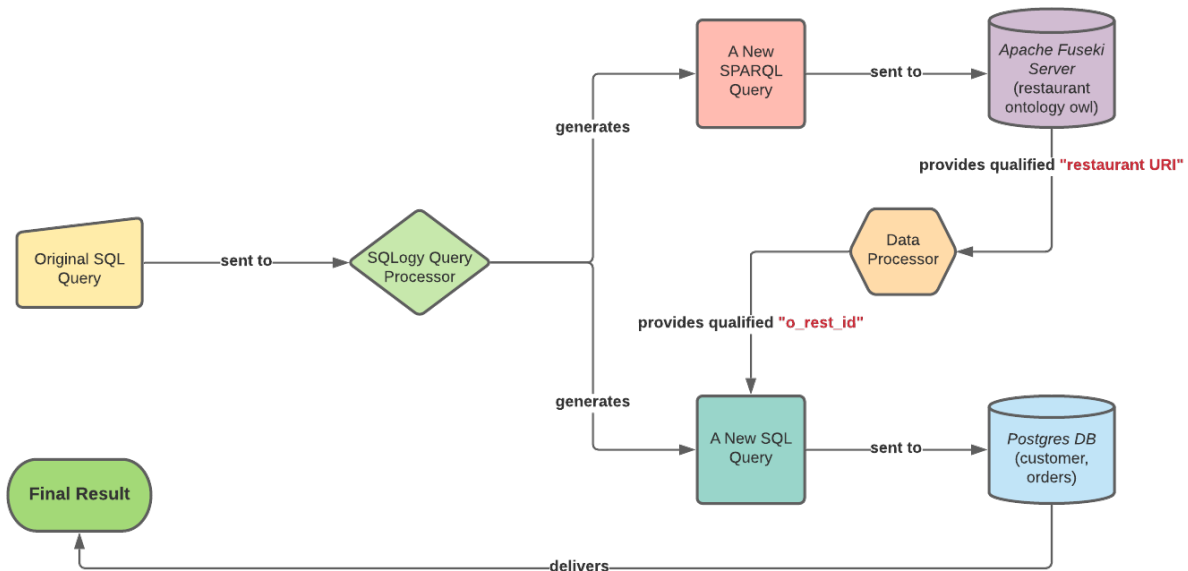 A New
SPARQL
Query
sent to
Apache Fuseki
Server
(restaurant
ontology owl)
generates
provides qualified "restaurant URI"
Original SQL
Query
sent to
SQLogy Query
Processor
Data
Processor
provides qualified "o_rest_id"
generates
A New SQL
Query
sent to
Postgres DB
(customer,
orders)
Final Result
delivers